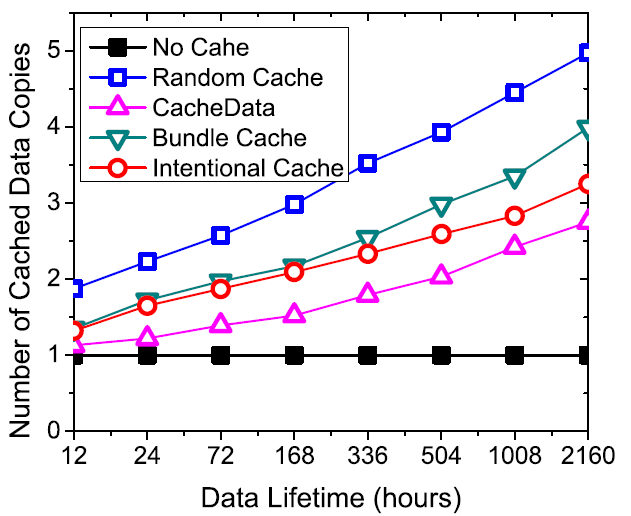 No Cahe
Random Cache
CacheData
Bundle Cache
Intentional Cache
Number of Cached Data Copies
5
4
3
2
1
0
12 24 72 168 336 504 1008 2160
Data Lifetime (hours)